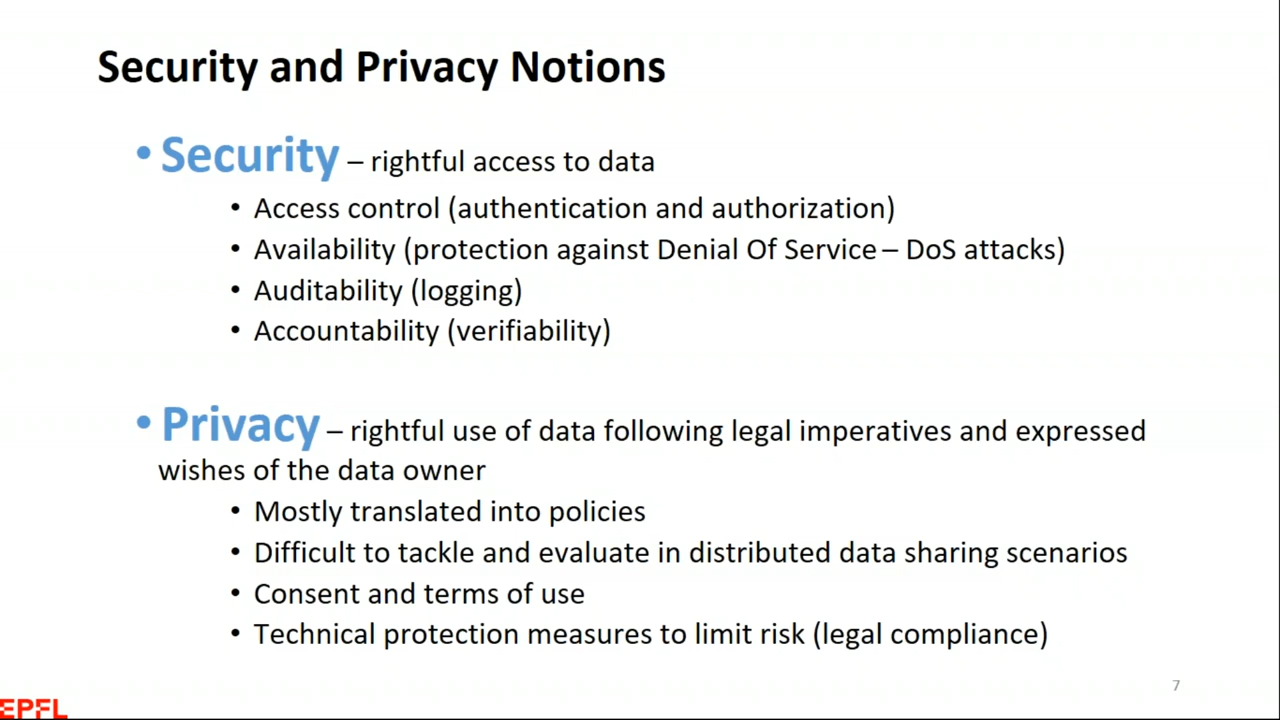 Security and Privacy Notions
• Security – rightful access to data
• Access control (authentication and authorization)
• Availability (protection against Denial Of Service – DoS attacks)
• Auditability (logging)
• Accountability (verifiability)
• Privacy – rightful use of data following legal imperatives and expressed
wishes of the data owner
• Mostly translated into policies
• Difficult to tackle and evaluate in distributed data sharing scenarios
• Consent and terms of use
• Technical protection measures to limit risk (legal compliance)
7
EPFL